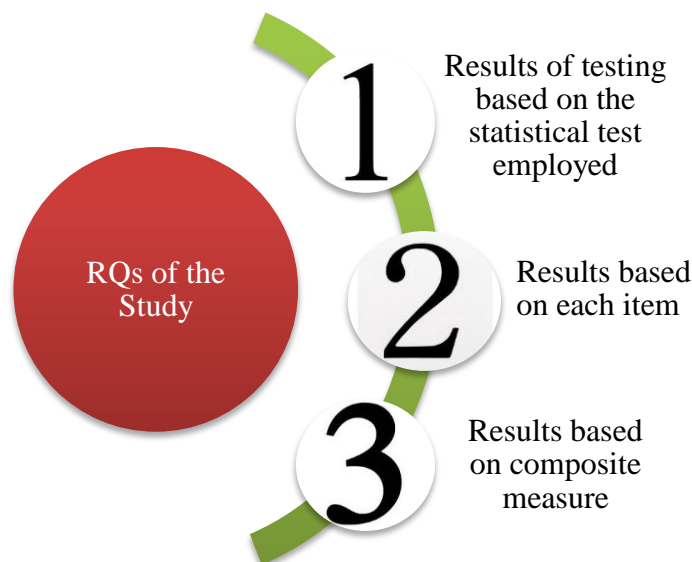 RQs of the
Study
1
Results of testing
based on the
statistical test
employed
2
Results based
on each item
3
Results based
on composite
measure